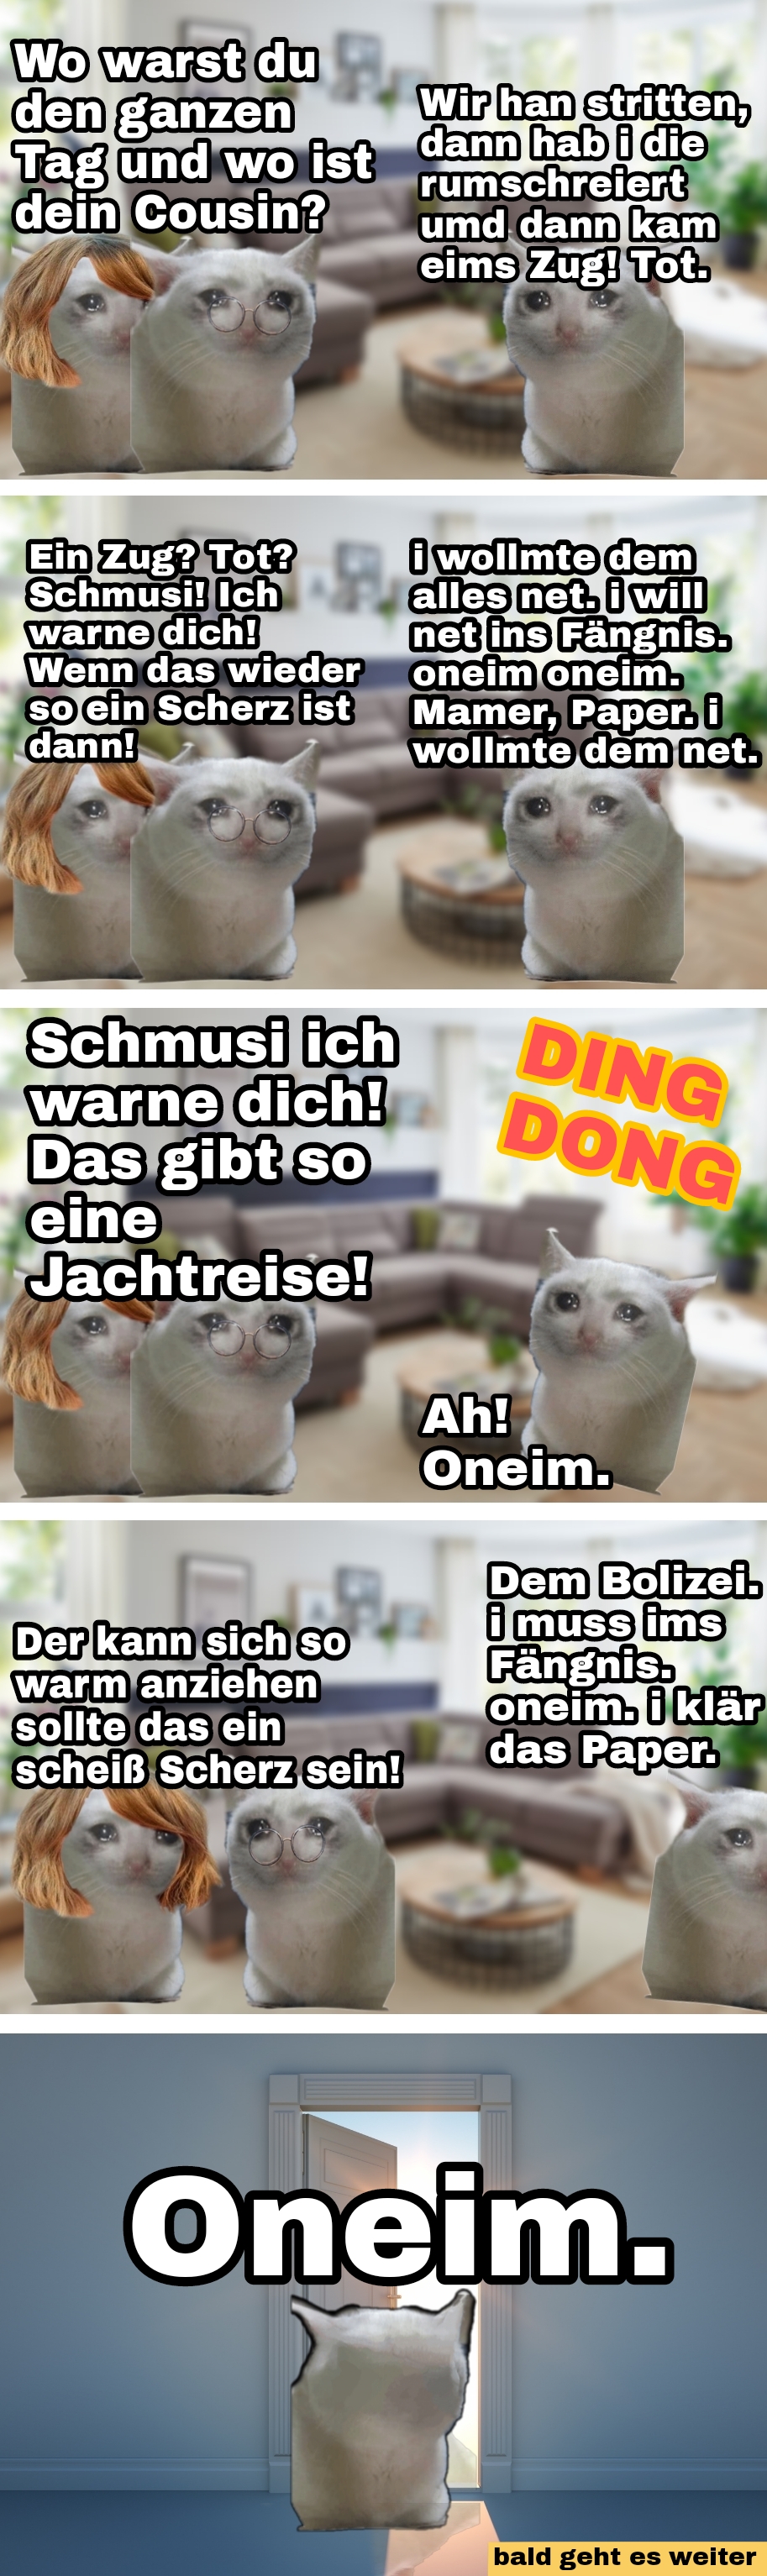 Wo warst du
den ganzen
Tag und wo ist
dein Cousin?
Wir han stritten,
dann hab i die
rumschreiert
umd dann kam
eims Zug! Tot.
Ein Zug? Tot?
Schmusi! Ich
warne dich!
Wenn das wieder
so ein Scherz ist
dann!
i wollmte dem
alles net. i will
net ins Fängnis.
oneim oneim.
Mamer, Paper. i
wollmte dem net.
Schmusi ich
warne dich!
Das gibt so
eine
Jachtreise!
DING
DONG
Ah!
Oneim.
Der kann sich so
warm anziehen
sollte das ein
scheiß Scherz sein!
Dem Bolizei.
i muss ims
Fängnis.
oneim. i klär
das Paper.
Oneim.
bald geht es weiter